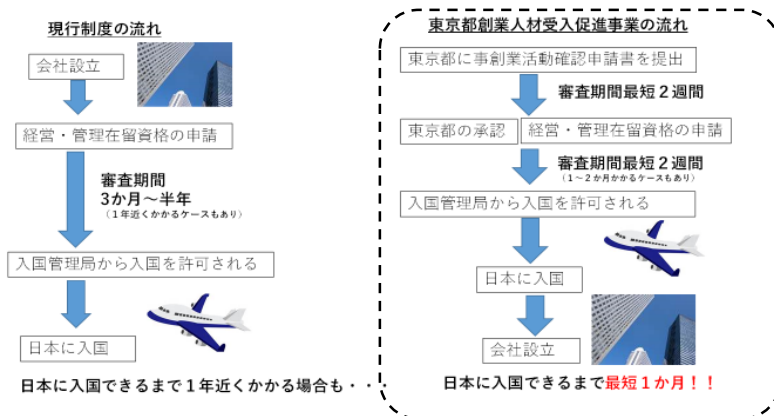 現行制度の流れ
会社設立
経営・管理在留資格の申請
審査期間
3か月～半年
（１年近くかかるケースもあり）
入国管理局から入国を許可される
日本に入国
日本に入国できるまで１年近くかかる場合も・・・
東京都創業人材受入促進事業の流れ
東京都に事創業活動確認申請書を提出
審査期間最短２週間
東京都の承認
経営・管理在留資格の申請
審査期間最短２週間
（１～２か月かかるケースもあり）
入国管理局から入国を許可される
日本に入国
会社設立
日本に入国できるまで最短１か月！！